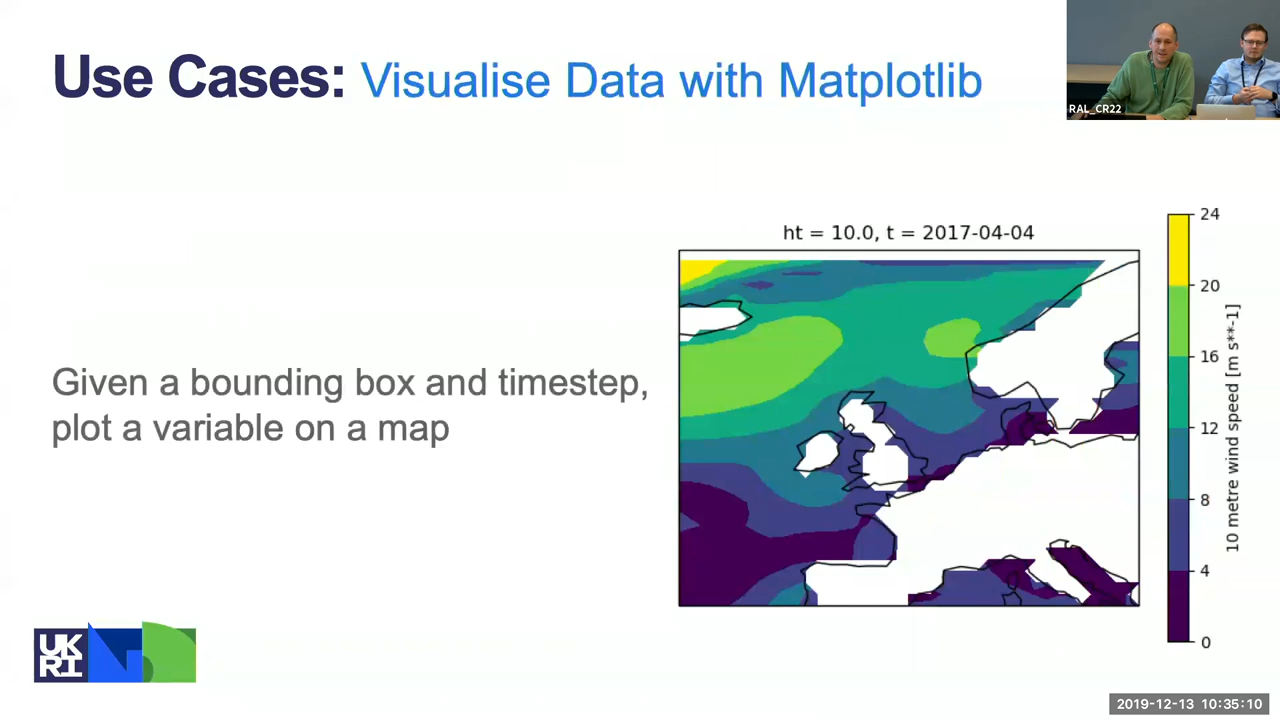 Use Cases: Visualise Data with Matplotlib
RAL_CR22
Given a bounding box and timestep,
plot a variable on a map
ht = 10.0, t = 2017-04-04
24
20
16
12
8
4
0
10 metre wind speed [m s**-1]
UK
RI
2019-12-13 10:35:10